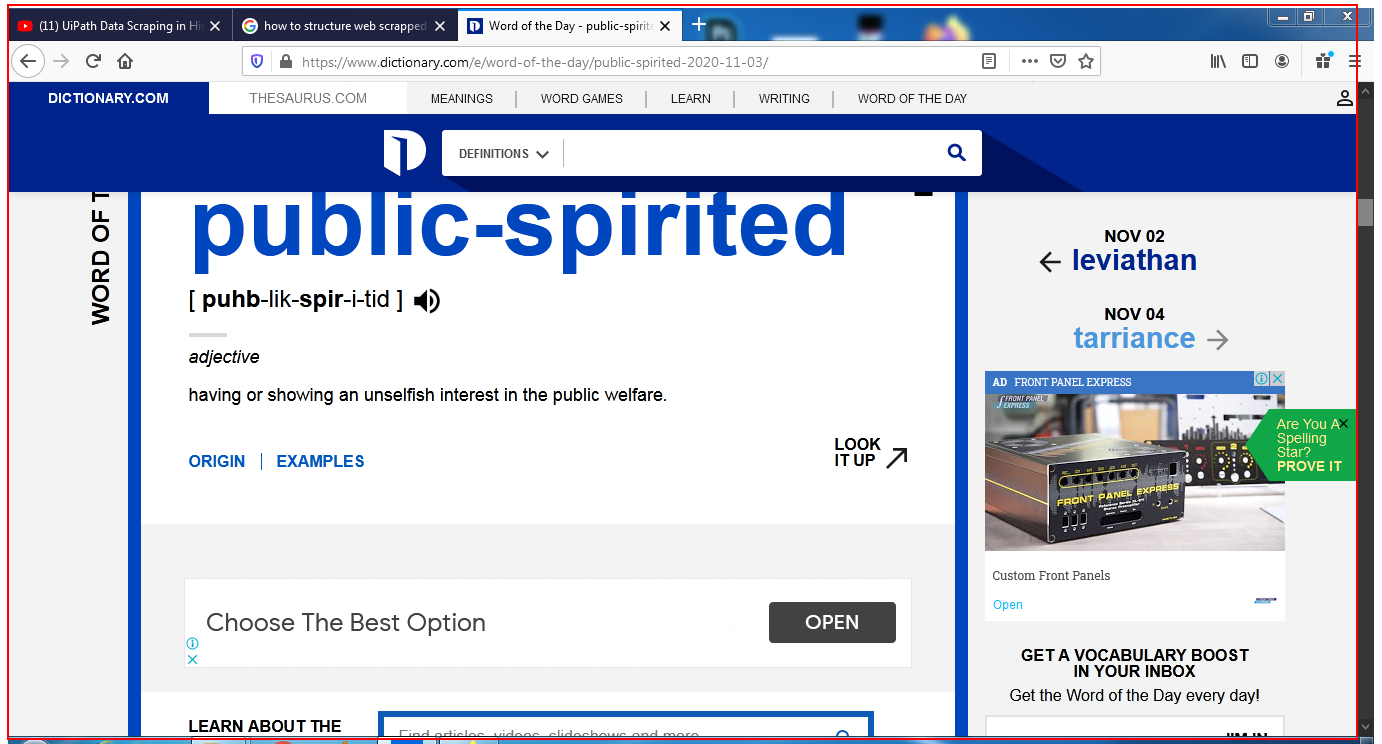 (11) UiPath Data Scraping in Hi
how to structure web scrapped
Word of the Day - public-spirite
https://www.dictionary.com/e/word-of-the-day/public-spirited-2020-11-03/
DICTIONARY.COM
THESAURUS.COM
MEANINGS
WORD GAMES
LEARN
WRITING
WORD OF THE DAY
DEFINITIONS
WORD OF T
public-spirited
[ puhb-lik-spir-i-tid ]
adjective
having or showing an unselfish interest in the public welfare.
ORIGIN
EXAMPLES
LOOK
IT UP
NOV 02
leviathan
NOV 04
tarriance
AD FRONT PANEL EXPRESS
FRONT PANEL
EXPRESS
FRONT PANEL EXPRESS
Custom Front Panels
Open
Are You A
Spelling
Star?
PROVE IT
Choose The Best Option
OPEN
GET A VOCABULARY BOOST
IN YOUR INBOX
Get the Word of the Day every day!
LEARN ABOUT THE
Find articles, videos, slideshows and more
I'M IN